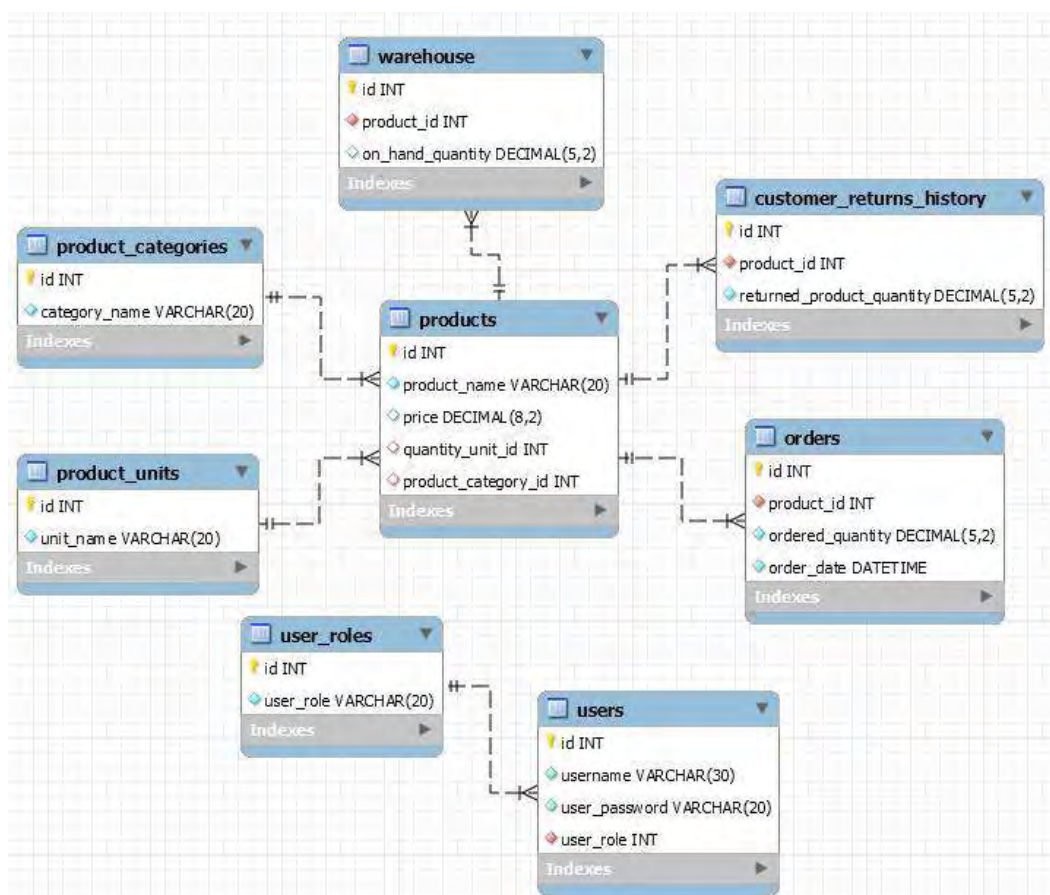 warehouse
id INT
product_id INT
on_hand_quantity DECIMAL(5,2)
Indexes
customer_returns_history
id INT
product_id INT
returned_product_quantity DECIMAL(5,2)
Indexes
product_categories
id INT
category_name VARCHAR(20)
Indexes
products
id INT
product_name VARCHAR(20)
price DECIMAL(8,2)
quantity_unit_id INT
product_category_id INT
Indexes
orders
id INT
product_id INT
ordered_quantity DECIMAL(5,2)
order_date DATETIME
Indexes
product_units
id INT
unit_name VARCHAR(20)
Indexes
user_roles
id INT
user_role VARCHAR(20)
Indexes
users
id INT
username VARCHAR(30)
user_password VARCHAR(20)
user_role INT
Indexes